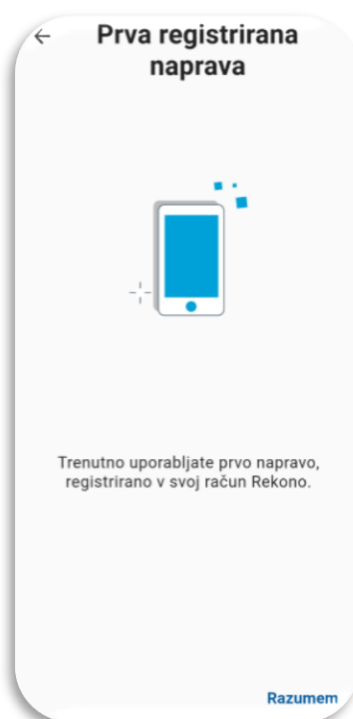 Prva registrirana
naprava
Trenutno uporabljate prvo napravo,
registrirano v svoj račun Rekono.
Razumem